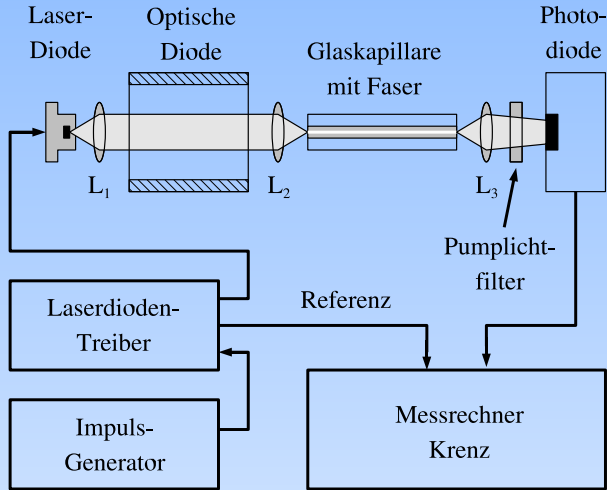 Laser-
Diode
Optische
Diode
Glaskapillare
mit Faser
Photo-
diode
L1
L2
L3
Pumplicht-
filter
Laserdioden-
Treiber
Referenz
Impuls-
Generator
Messrechner
Krenz